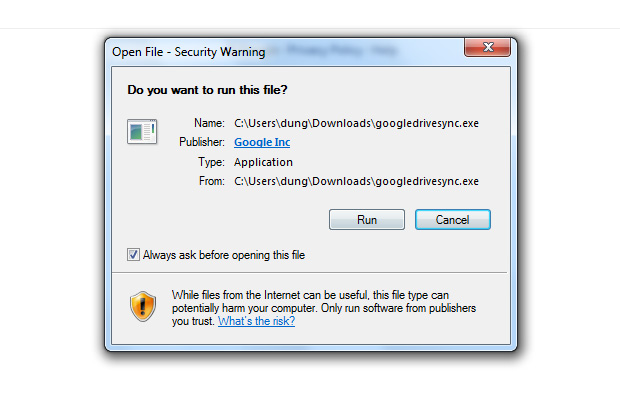 Open File - Security Warning
Do you want to run this file?
Name: C:\Users\dung\Downloads\googledrivesync.exe
Publisher: Google Inc
Type: Application
From: C:\Users\dung\Downloads\googledrivesync.exe
Run Cancel
Always ask before opening this file
While files from the Internet can be useful, this file type can
potentially harm your computer. Only run software from publishers
you trust. What's the risk?